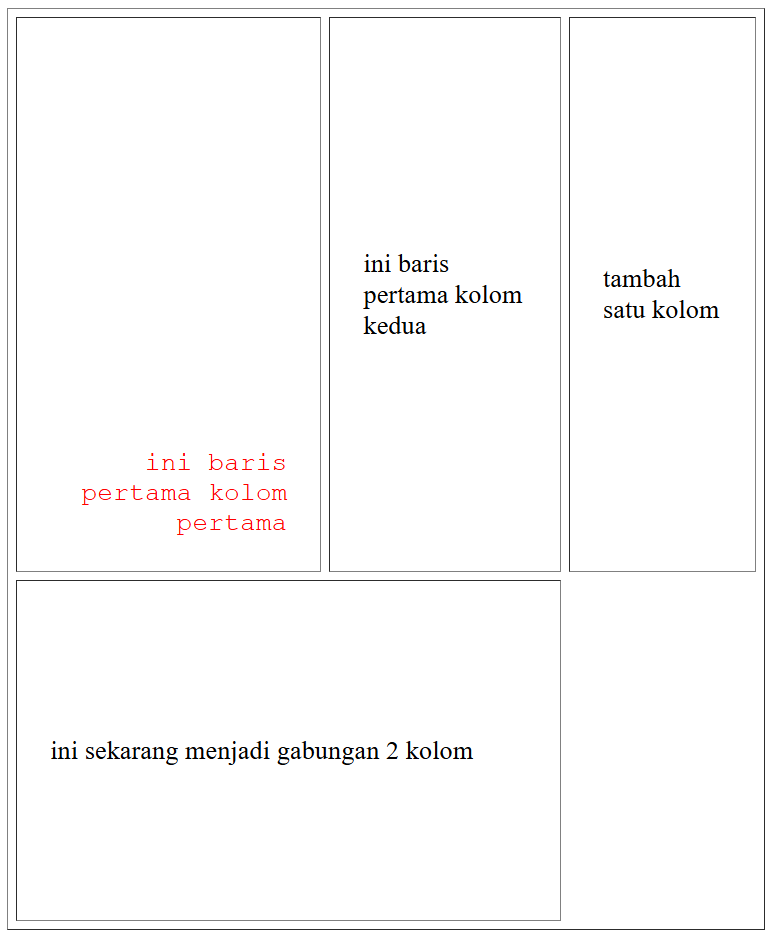 ini baris
pertama kolom
pertama
ini baris
pertama kolom
kedua
tambah
satu kolom
ini sekarang menjadi gabungan 2 kolom